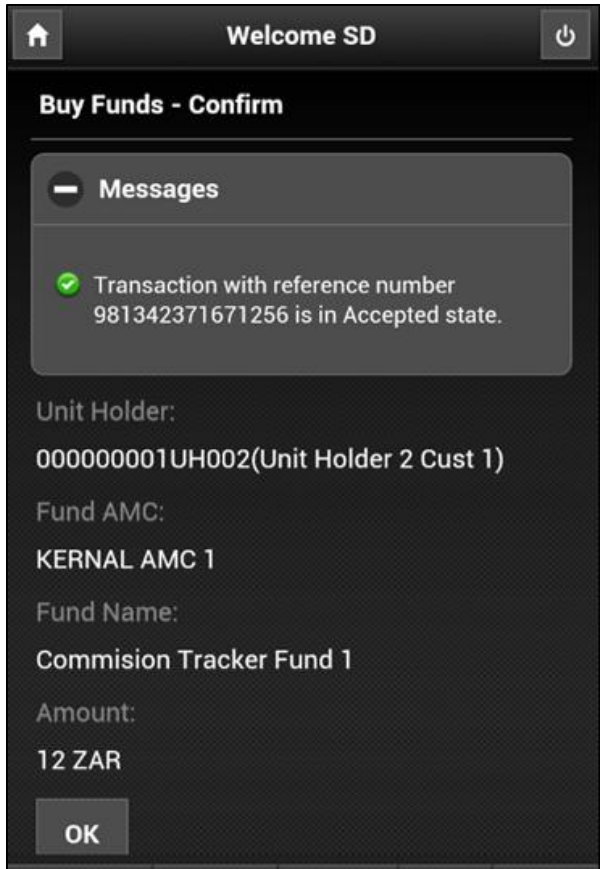 Welcome SD
Buy Funds - Confirm
Messages
Transaction with reference number
981342371671256 is in Accepted state.
Unit Holder:
000000001UH002(Unit Holder 2 Cust 1)
Fund AMC:
KERNAL AMC 1
Fund Name:
Commision Tracker Fund 1
Amount:
12 ZAR
OK